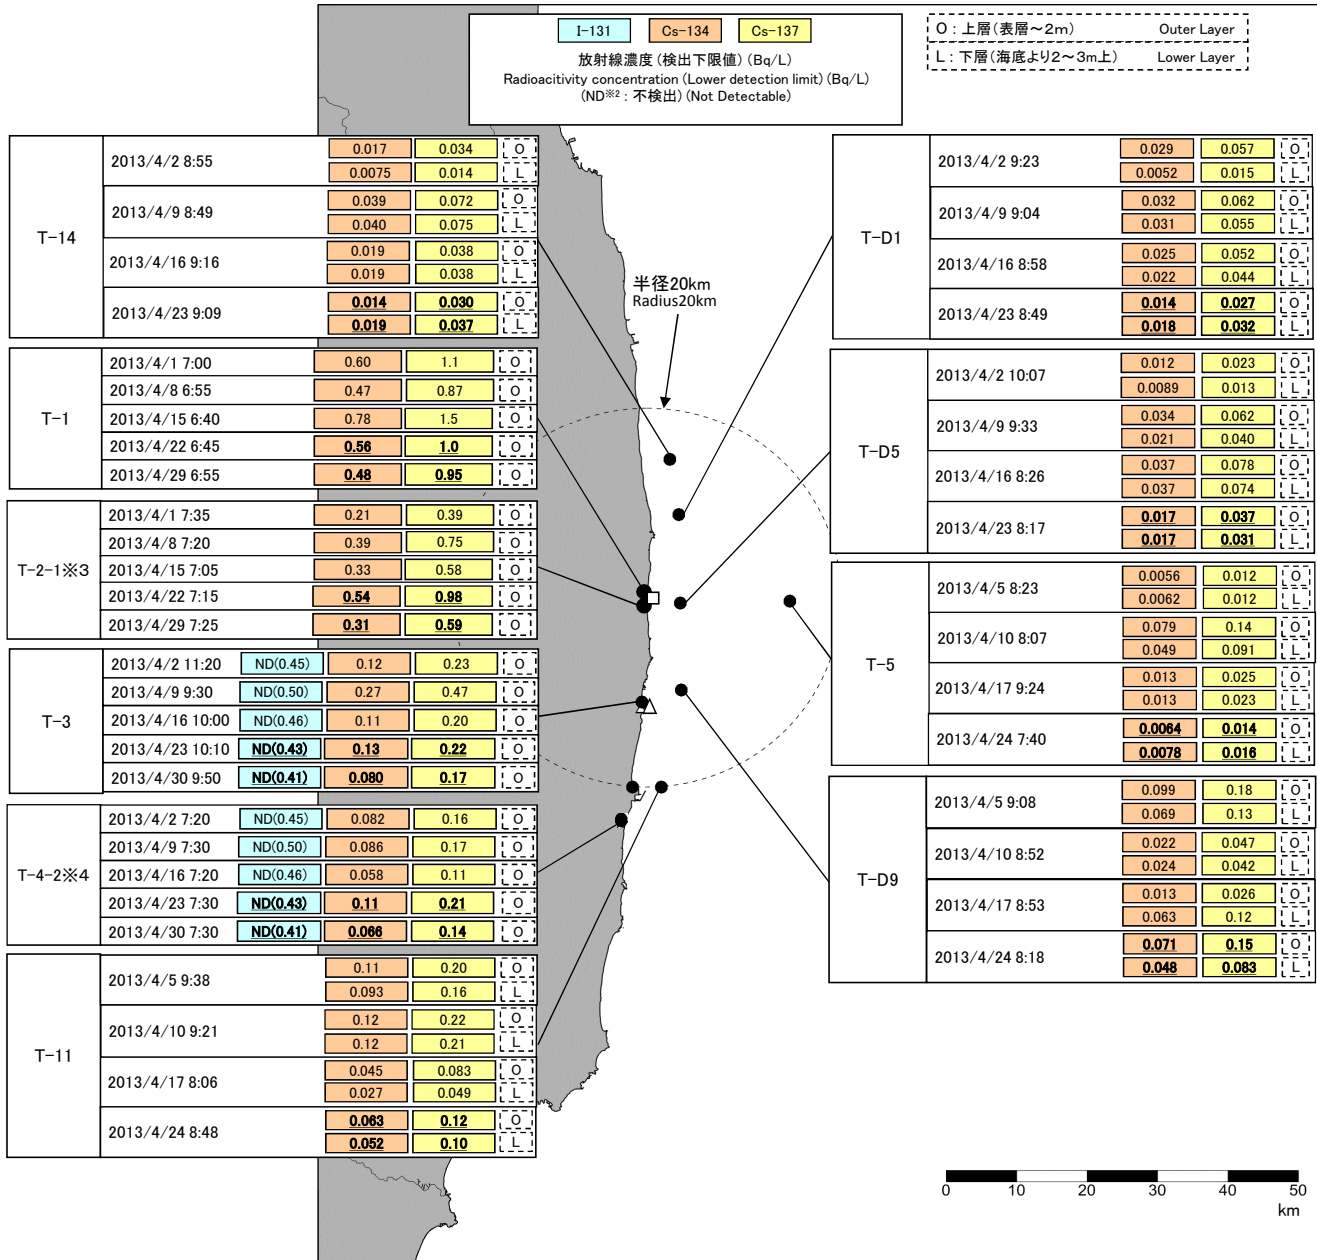 I-131 Cs-134 Cs-137
放射線濃度(検出下限値)(Bq/L)
Radioacitivity concentration (Lower detection limit) (Bq/L)
(ND※2 : 不検出)(Not Detectable)
O : 上層(表層～2m) Outer Layer
L : 下層(海底より2～3m上) Lower Layer
T-14
2013/4/2 8:55 0.017 0.034 O
0.0075 0.014 L
2013/4/9 8:49 0.039 0.072 O
0.040 0.075 L
2013/4/16 9:16 0.019 0.038 O
0.019 0.038 L
2013/4/23 9:09 0.014 0.030 O
0.019 0.037 L
T-1
2013/4/1 7:00 0.60 1.1 O
2013/4/8 6:55 0.47 0.87 O
2013/4/15 6:40 0.78 1.5 O
2013/4/22 6:45 0.56 1.0 O
2013/4/29 6:55 0.48 0.95 O
T-2-1※3
2013/4/1 7:35 0.21 0.39 O
2013/4/8 7:20 0.39 0.75 O
2013/4/15 7:05 0.33 0.58 O
2013/4/22 7:15 0.54 0.98 O
2013/4/29 7:25 0.31 0.59 O
T-3
2013/4/2 11:20 ND(0.45) 0.12 0.23 O
2013/4/9 9:30 ND(0.50) 0.27 0.47 O
2013/4/16 10:00 ND(0.46) 0.11 0.20 O
2013/4/23 10:10 ND(0.43) 0.13 0.22 O
2013/4/30 9:50 ND(0.41) 0.080 0.17 O
T-4-2※4
2013/4/2 7:20 ND(0.45) 0.082 0.16 O
2013/4/9 7:30 ND(0.50) 0.086 0.17 O
2013/4/16 7:20 ND(0.46) 0.058 0.11 O
2013/4/23 7:30 ND(0.43) 0.11 0.21 O
2013/4/30 7:30 ND(0.41) 0.066 0.14 O
T-11
2013/4/5 9:38 0.11 0.20 O
0.093 0.16 L
2013/4/10 9:21 0.12 0.22 O
0.12 0.21 L
2013/4/17 8:06 0.045 0.083 O
0.027 0.049 L
2013/4/24 8:48 0.063 0.12 O
0.052 0.10 L
半径20km
Radius20km
T-D1
2013/4/2 9:23 0.029 0.057 O
0.0052 0.015 L
2013/4/9 9:04 0.032 0.062 O
0.031 0.055 L
2013/4/16 8:58 0.025 0.052 O
0.022 0.044 L
2013/4/23 8:49 0.014 0.027 O
0.018 0.032 L
T-D5
2013/4/2 10:07 0.012 0.023 O
0.0089 0.013 L
2013/4/9 9:33 0.034 0.062 O
0.021 0.040 L
2013/4/16 8:26 0.037 0.078 O
0.037 0.074 L
2013/4/23 8:17 0.017 0.037 O
0.017 0.031 L
T-5
2013/4/5 8:23 0.0056 0.012 O
0.0062 0.012 L
2013/4/10 8:07 0.079 0.14 O
0.049 0.091 L
2013/4/17 9:24 0.013 0.025 O
0.013 0.023 L
2013/4/24 7:40 0.0064 0.014 O
0.0078 0.016 L
T-D9
2013/4/5 9:08 0.099 0.18 O
0.069 0.13 L
2013/4/10 8:52 0.022 0.047 O
0.024 0.042 L
2013/4/17 8:53 0.013 0.026 O
0.063 0.12 L
2013/4/24 8:18 0.071 0.15 O
0.048 0.083 L
0 10 20 30 40 50
km